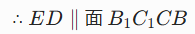 ∴ ED ∥ 面 B₁C₁CB